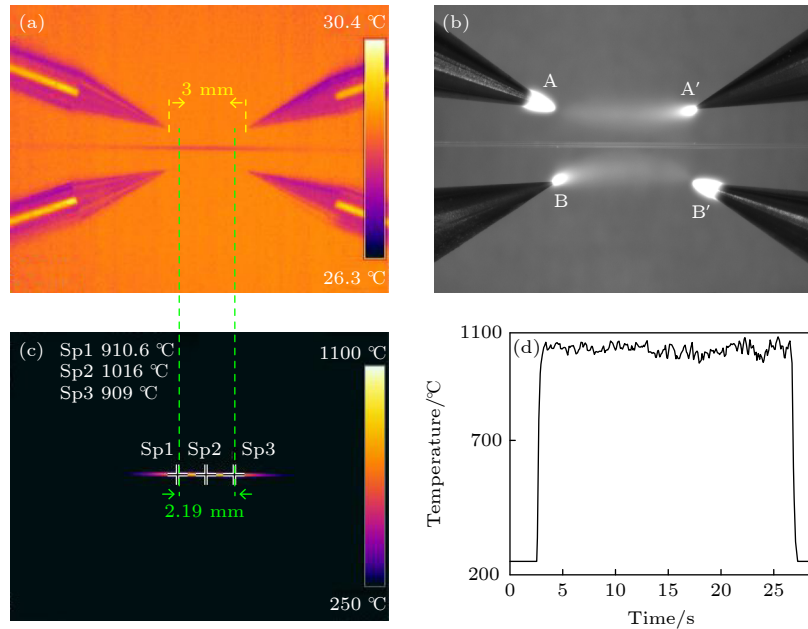 (a)
30.4 ℃
3 mm
26.3 ℃
(b)
A
A′
B
B′
(c)
Sp1 910.6 ℃
Sp2 1016 ℃
Sp3 909 ℃
1100 ℃
Sp1 Sp2 Sp3
2.19 mm
250 ℃
(d)
1100
700
200
Temperature/℃
0 5 10 15 20 25
Time/s